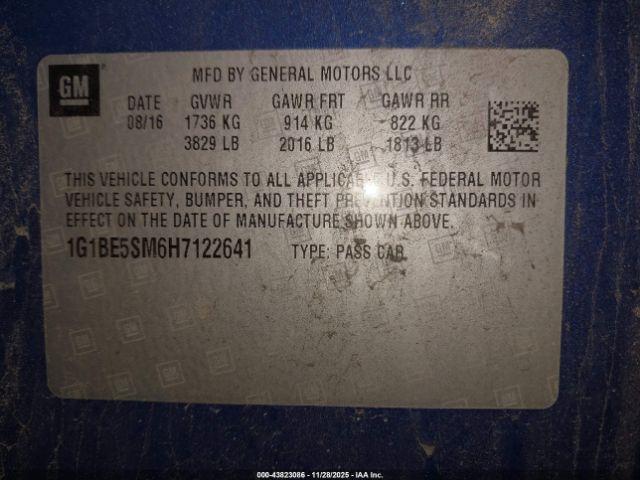 GM
MFD BY GENERAL MOTORS LLC
DATE GVWR GAWR FRT GAWR RR
08/16 1736 KG 914 KG 822 KG
3829 LB 2016 LB 1813 LB
THIS VEHICLE CONFORMS TO ALL APPLICABLE U.S. FEDERAL MOTOR
VEHICLE SAFETY, BUMPER, AND THEFT PREVENTION STANDARDS IN
EFFECT ON THE DATE OF MANUFACTURE SHOWN ABOVE.
1G1BE5SM6H7122641 TYPE: PASS CAR
000-43823086 | 11/28/2025 - IAA Inc.